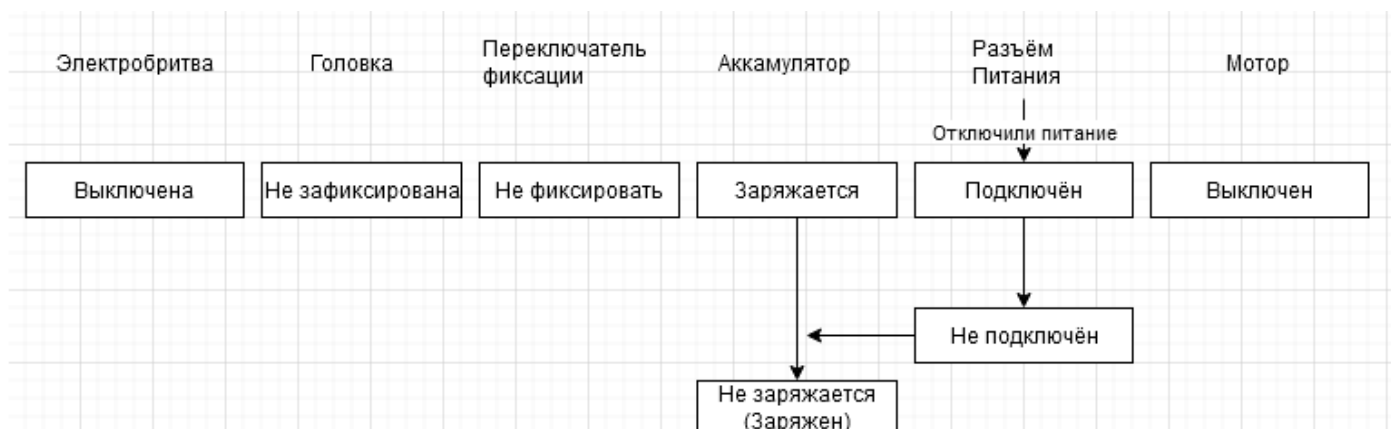 Электробритва
Головка
Переключатель
фиксации
Аккамулятор
Разъём
Питания
Мотор
Отключили питание
Выключена
Не зафиксирована
Не фиксировать
Заряжается
Подключён
Выключен
Не подключён
Не заряжается
(Заряжен)